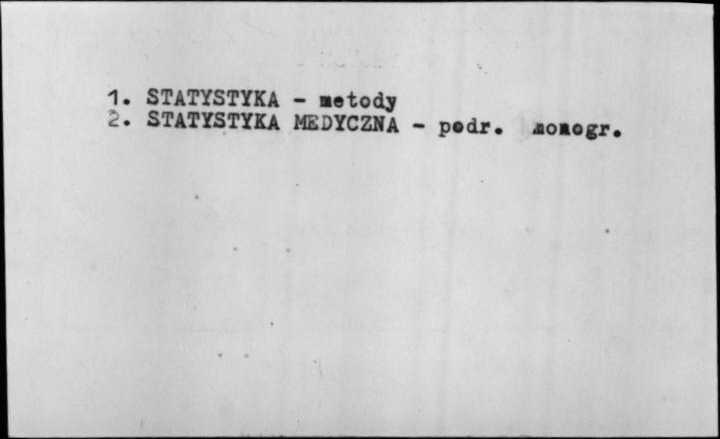 1. STATYSTYKA - metody
2. STATYSTYKA MEDYCZNA - podr. monogr.